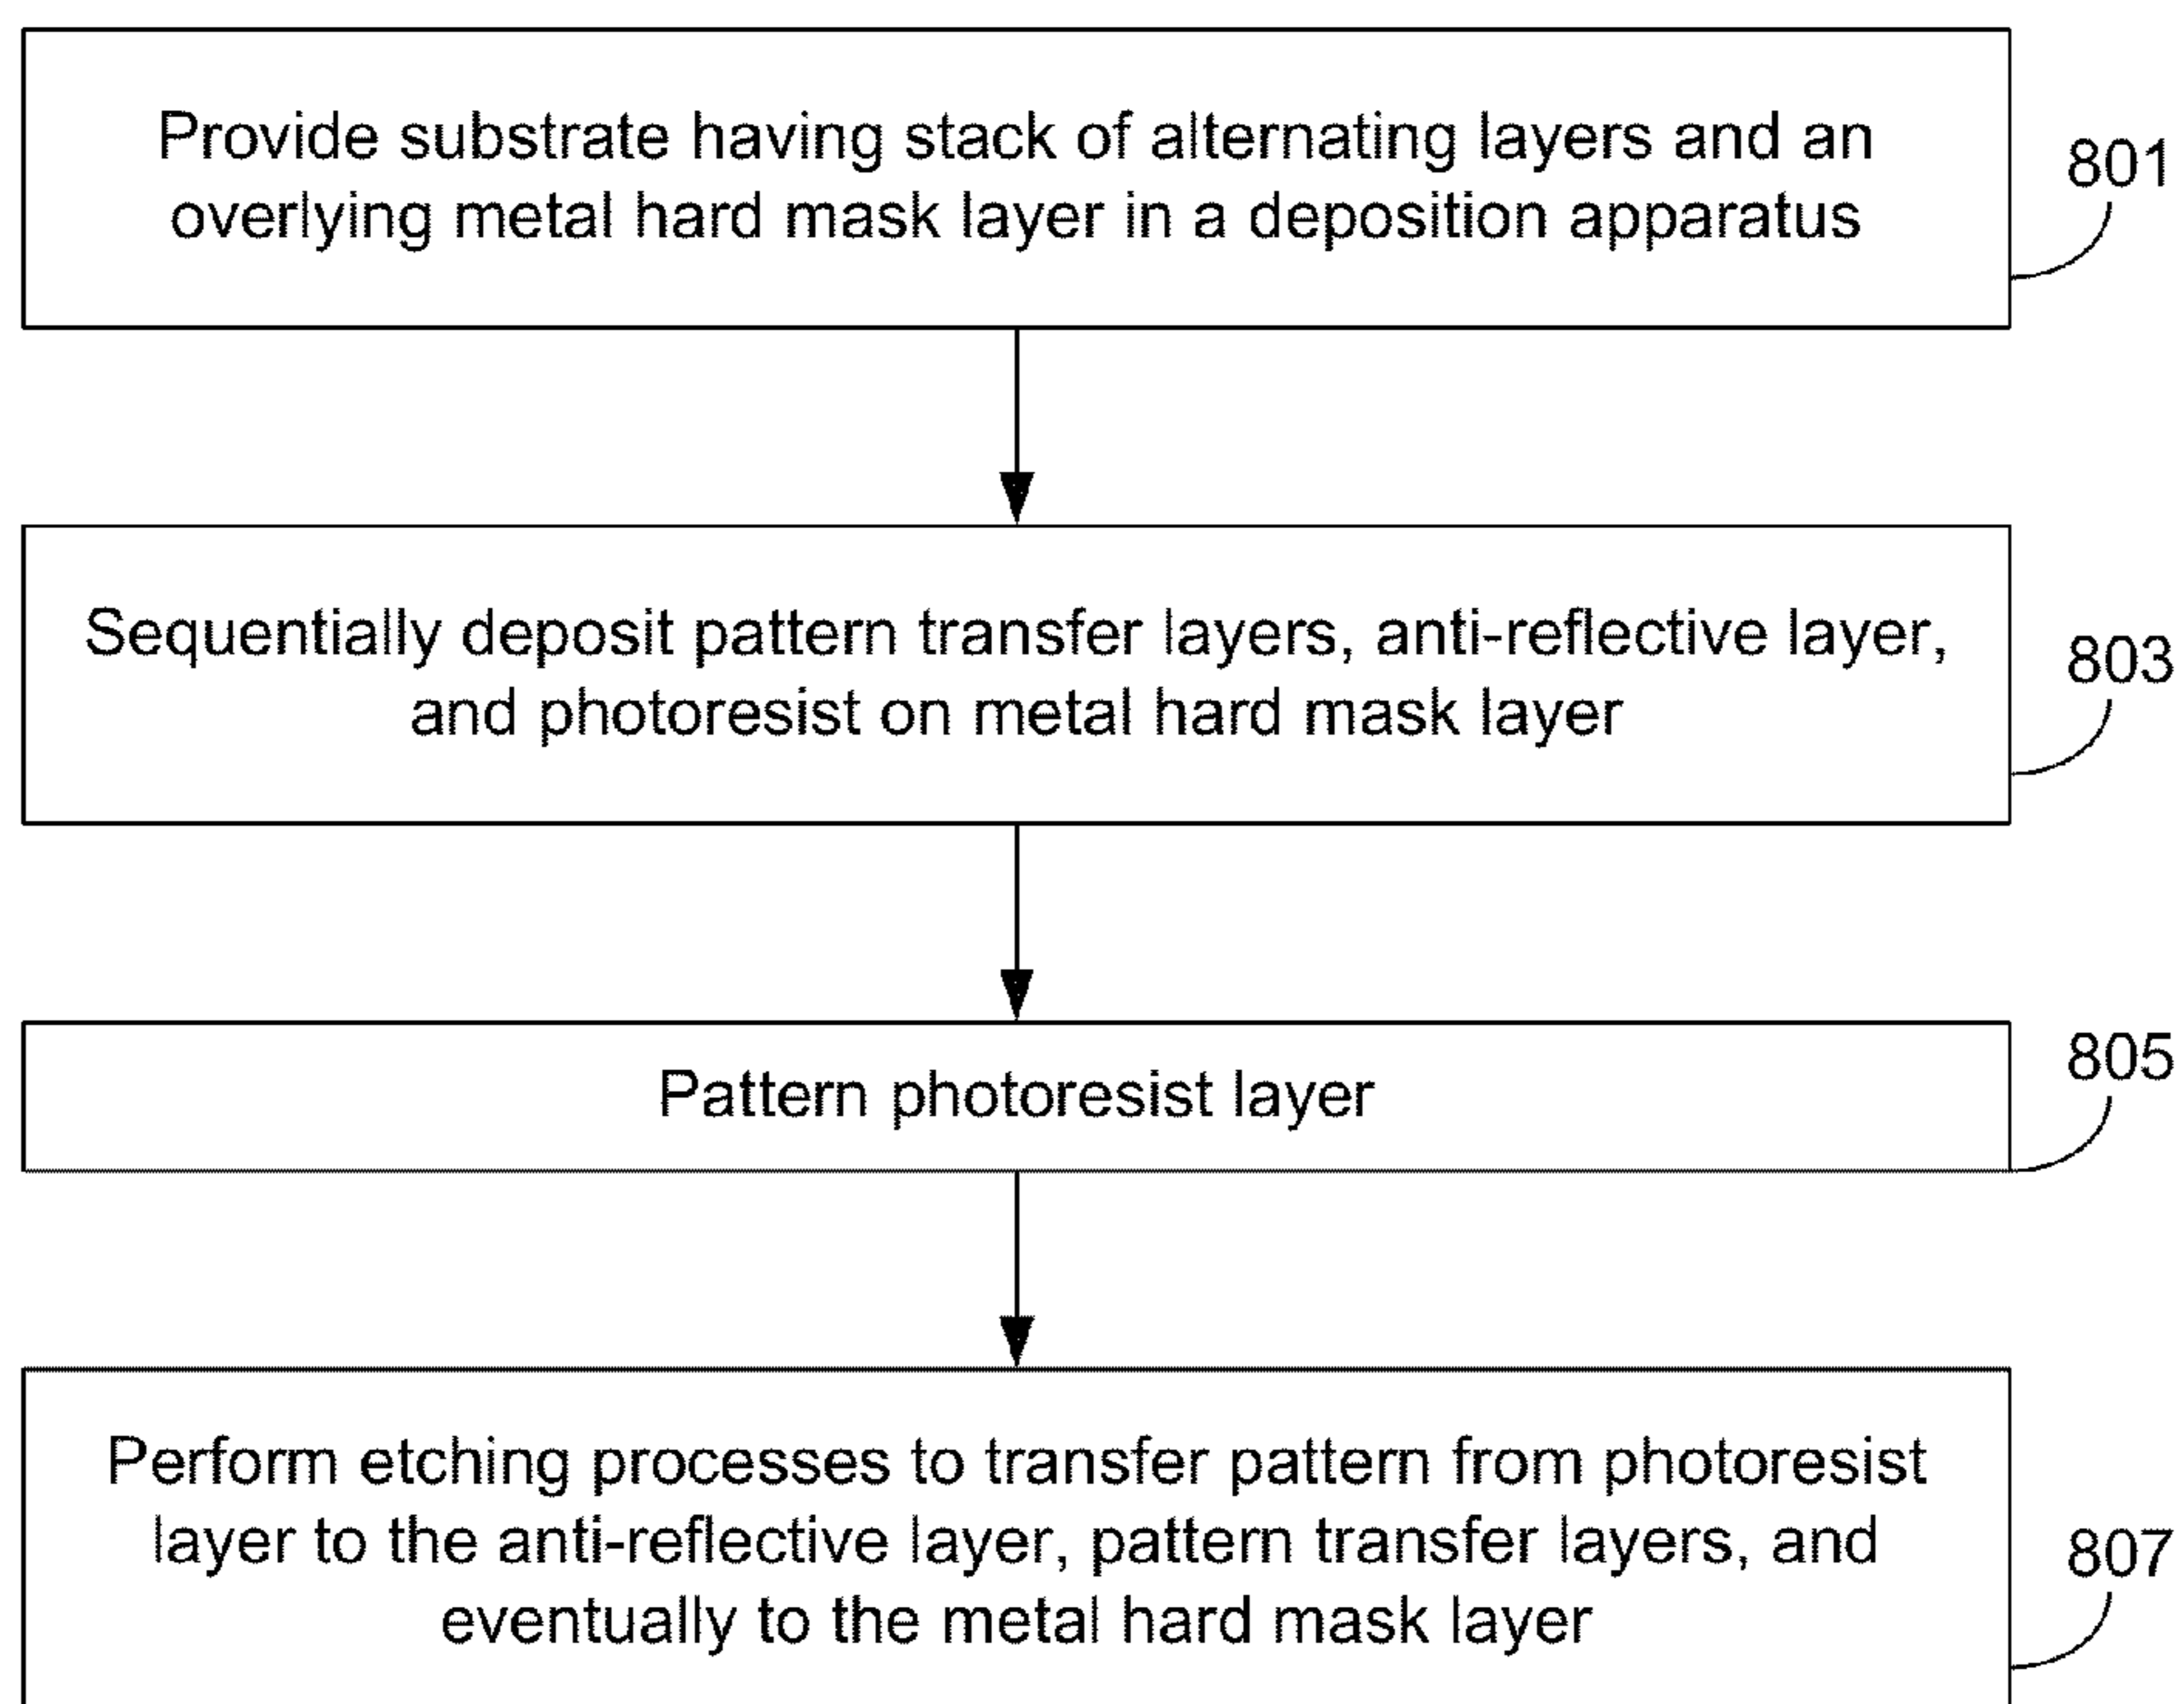 Provide substrate having stack of alternating layers and an
overlying metal hard mask layer in a deposition apparatus
801
Sequentially deposit pattern transfer layers, anti-reflective layer,
and photoresist on metal hard mask layer
803
Pattern photoresist layer
805
Perform etching processes to transfer pattern from photoresist
layer to the anti-reflective layer, pattern transfer layers, and
eventually to the metal hard mask layer
807